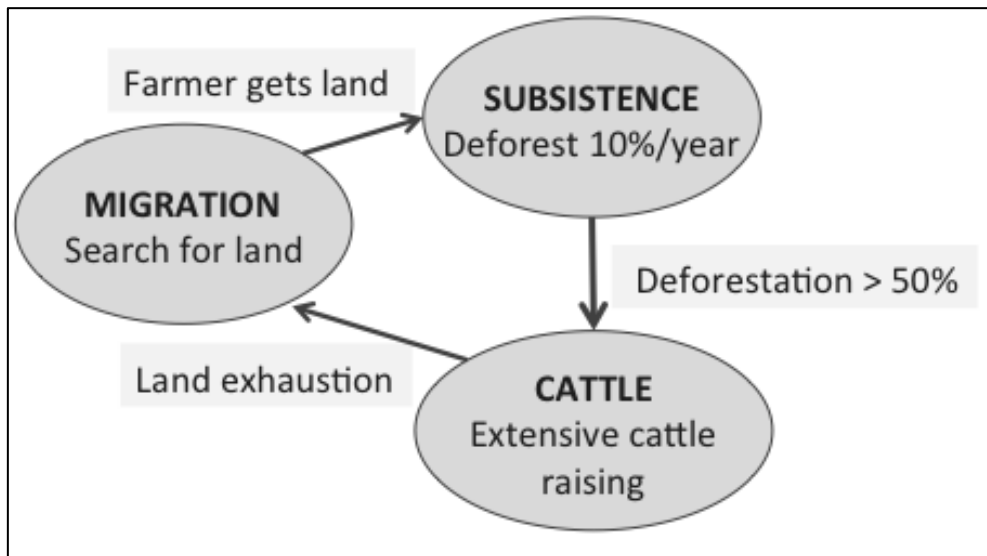 Farmer gets land
SUBSISTENCE
Deforest 10%/year
MIGRATION
Search for land
Deforestation > 50%
Land exhaustion
CATTLE
Extensive cattle
raising